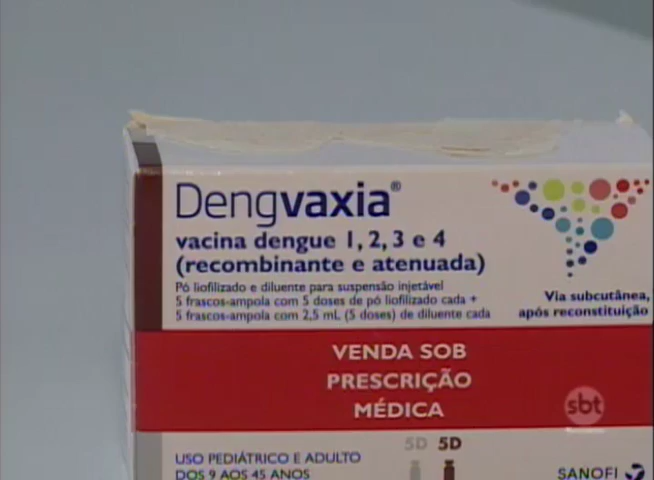 Dengvaxia®
vacina dengue 1, 2, 3 e 4
(recombinante e atenuada)
Pó liofilizado e diluente para suspensão injetável
5 frascos-ampola com 5 doses de pó liofilizado cada +
5 frascos-ampola com 2,5 mL (5 doses) de diluente cada
Via subcutânea,
após reconstituição
VENDA SOB
PRESCRIÇÃO
MÉDICA
sbt
5D 5D
USO PEDIÁTRICO E ADULTO
DOS 9 AOS 45 ANOS
SANOFI